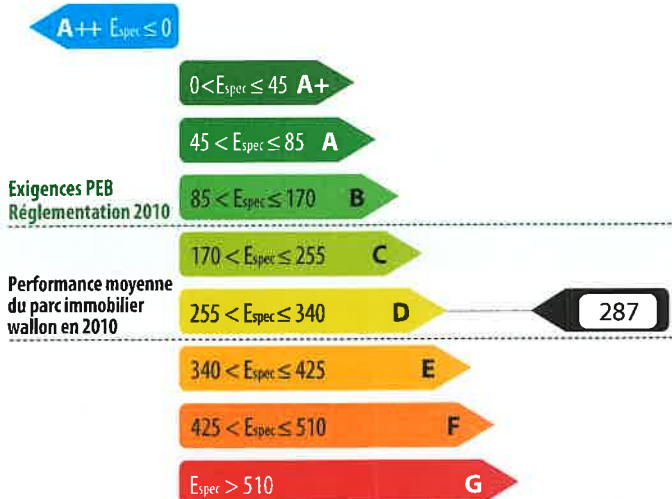 A++ Espec ≤ 0
0 < Espec ≤ 45 A+
45 < Espec ≤ 85 A
Exigences PEB
Réglementation 2010
85 < Espec ≤ 170 B
170 < Espec ≤ 255 C
Performance moyenne
du parc immobilier
wallon en 2010
255 < Espec ≤ 340 D
287
340 < Espec ≤ 425 E
425 < Espec ≤ 510 F
Espec > 510 G